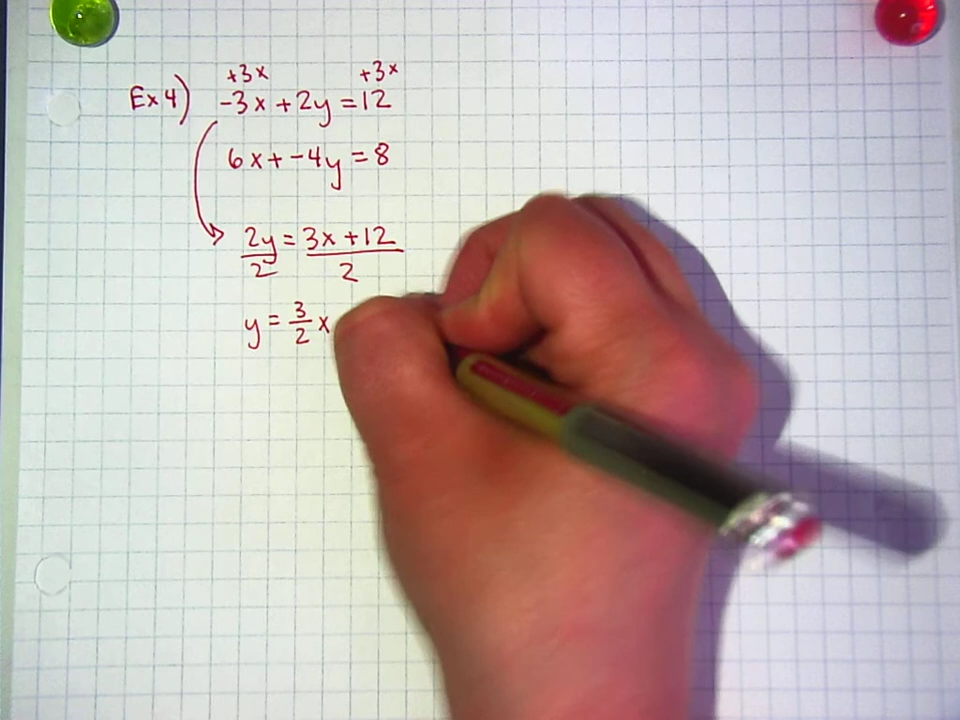 +3x +3x
Ex 4) -3x + 2y = 12
6x + -4y = 8
2y = 3x + 12
2 2
y = 3/2 x